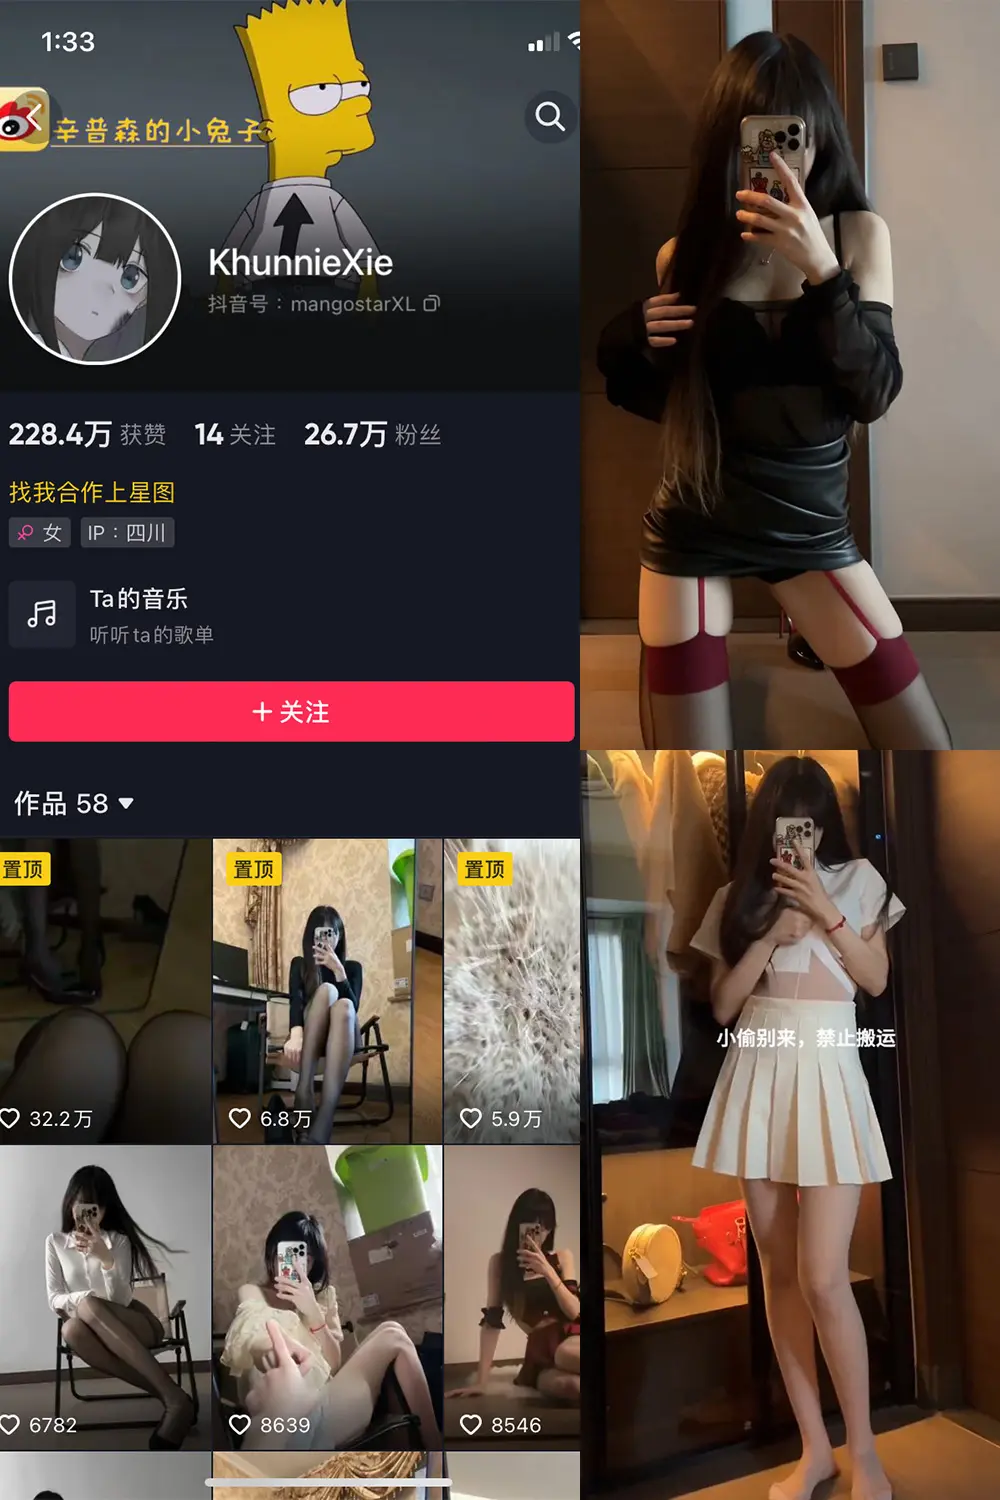 1:33
辛普森的小兔子
KhunnieXie
抖音号：mangostarXL
228.4万 获赞 14 关注 26.7万 粉丝
找我合作上星图
女 IP：四川
Ta的音乐
听听ta的歌单
+ 关注
作品 58
置顶 置顶 置顶
32.2万 6.8万 5.9万
6782 8639 8546
小偷别来，禁止搬运